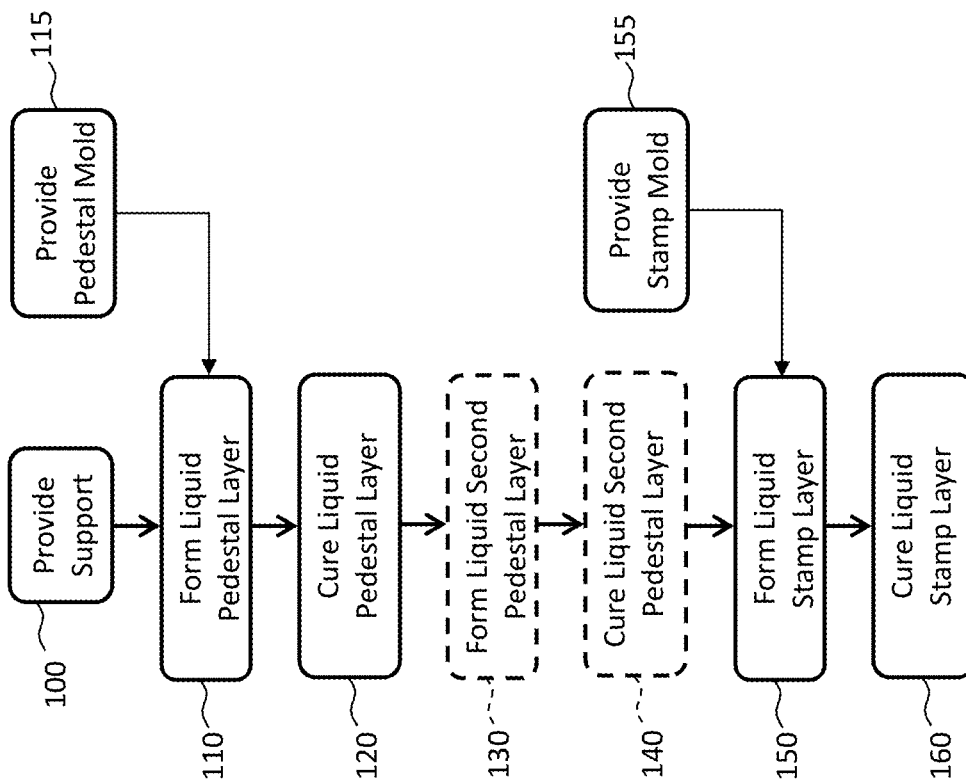 100
Provide
Support
115
Provide
Pedestal Mold
110
Form Liquid
Pedestal Layer
120
Cure Liquid
Pedestal Layer
130
Form Liquid Second
Pedestal Layer
140
Cure Liquid Second
Pedestal Layer
155
Provide
Stamp Mold
150
Form Liquid
Stamp Layer
160
Cure Liquid
Stamp Layer